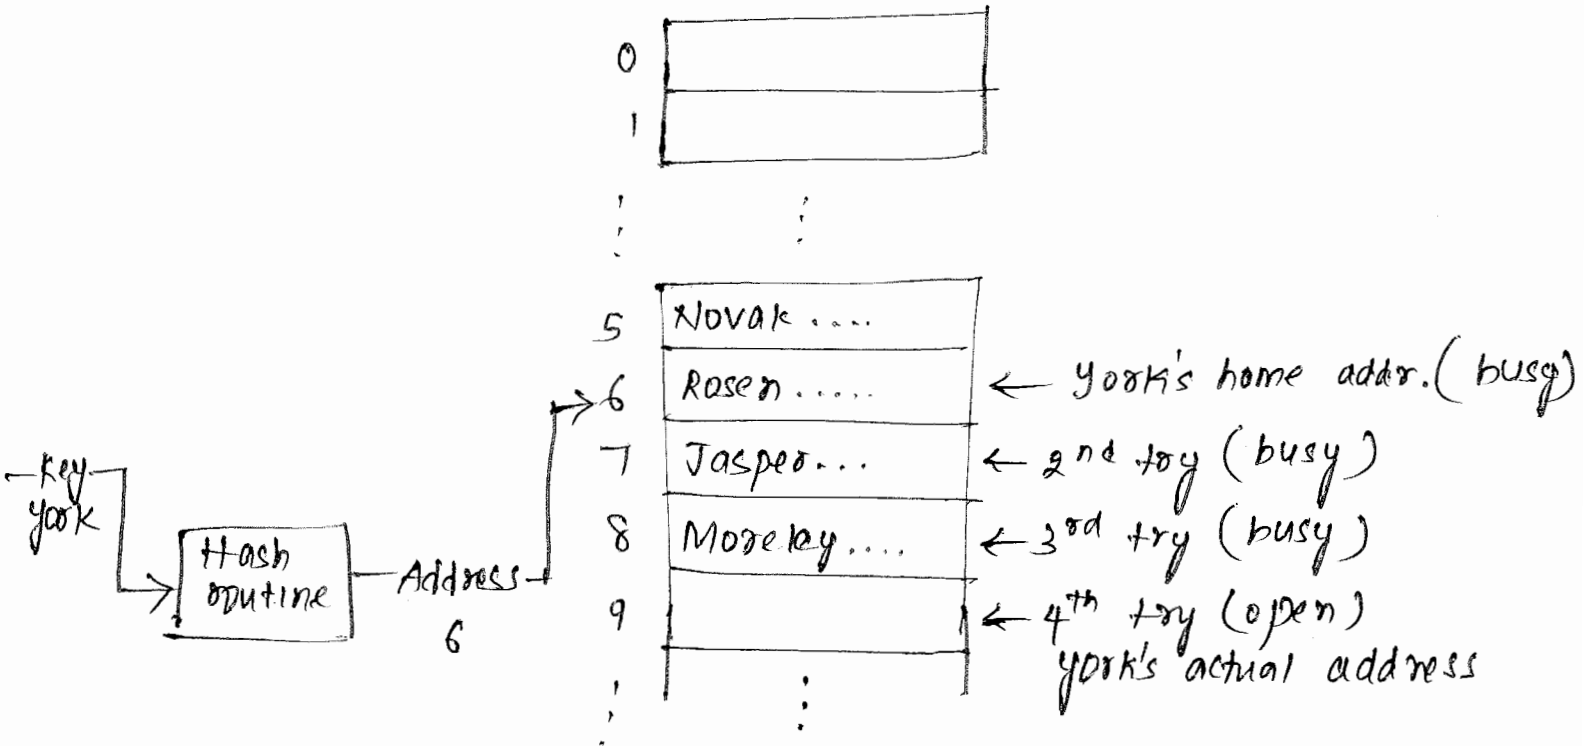 0
1
5 Novak ....
6 Rosen ..... ← York's home addr. (busy)
7 Jasper... ← 2nd try (busy)
Key
York
8 Moreley.... ← 3rd try (busy)
Hash
routine
Address
6
9 ← 4th try (open)
York's actual address